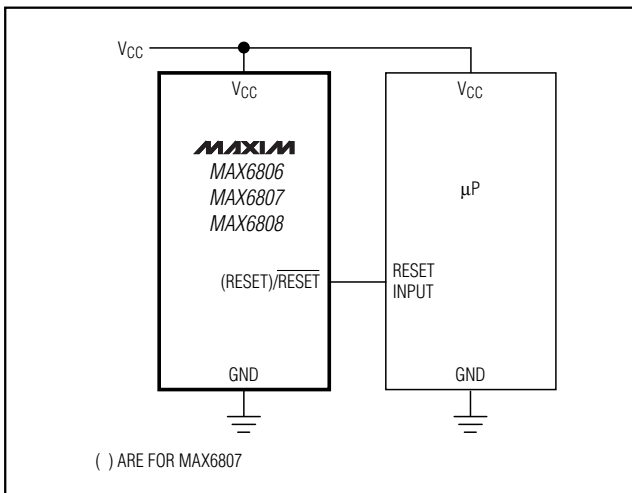 VCC
VCC
MAXIM
MAX6806
MAX6807
MAX6808
(RESET)/RESET
GND
VCC
µP
RESET
INPUT
GND
( ) ARE FOR MAX6807